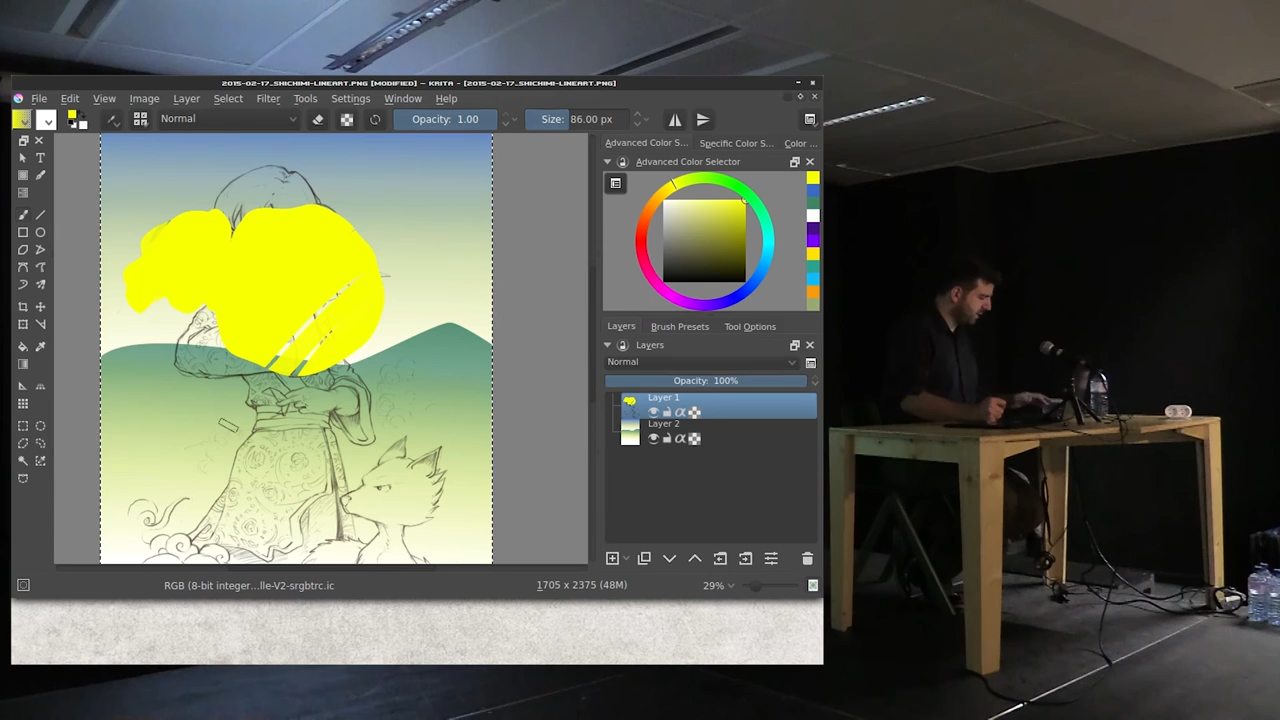 2015-02-17_SHICHIMI-LINEART.PNG [MODIFIED] — KRITA - [2015-02-17_SHICHIMI-LINEART.PNG]
File Edit View Image Layer Select Filter Tools Settings Window Help
Normal Opacity: 1.00 Size: 86.00 px
Advanced Color S... Specific Color S... Color ...
Advanced Color Selector
Layers Brush Presets Tool Options
Layers
Normal
Opacity: 100%
Layer 1
Layer 2
RGB (8-bit integer...lle-V2-srgbtrc.ic 1705 x 2375 (48M) 29%